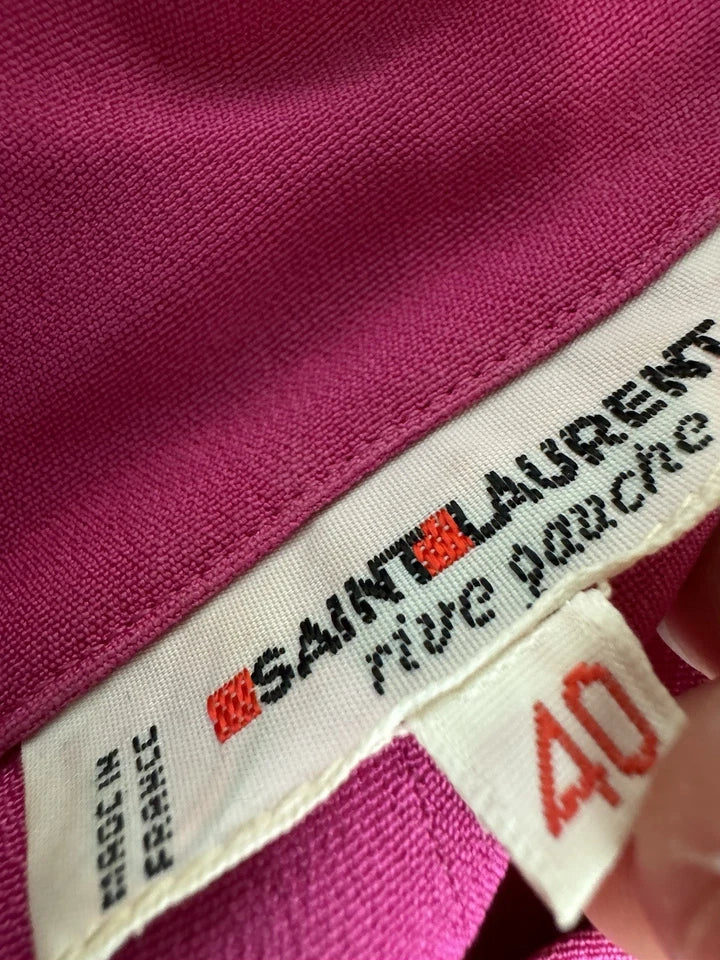 SAINT LAURENT
rive gauche
MADE IN
FRANCE
40